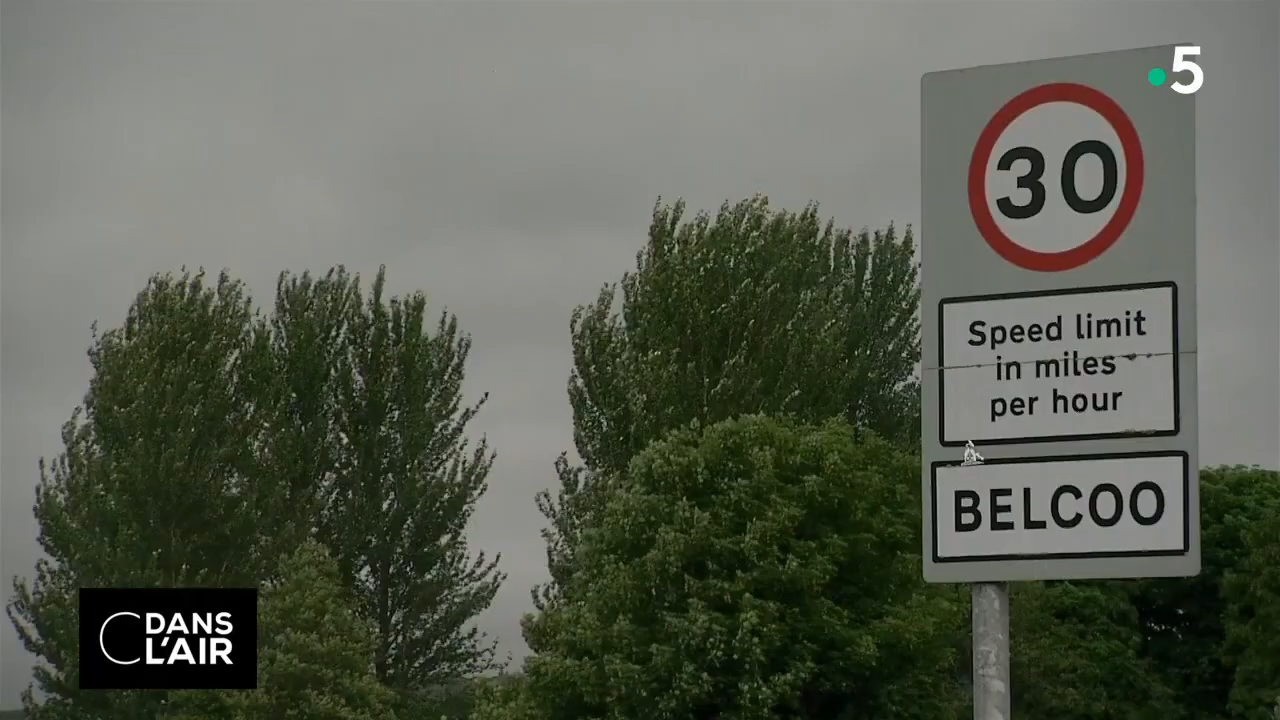 5
30
Speed limit
in miles
per hour
BELCOO
C DANS
L'AIR